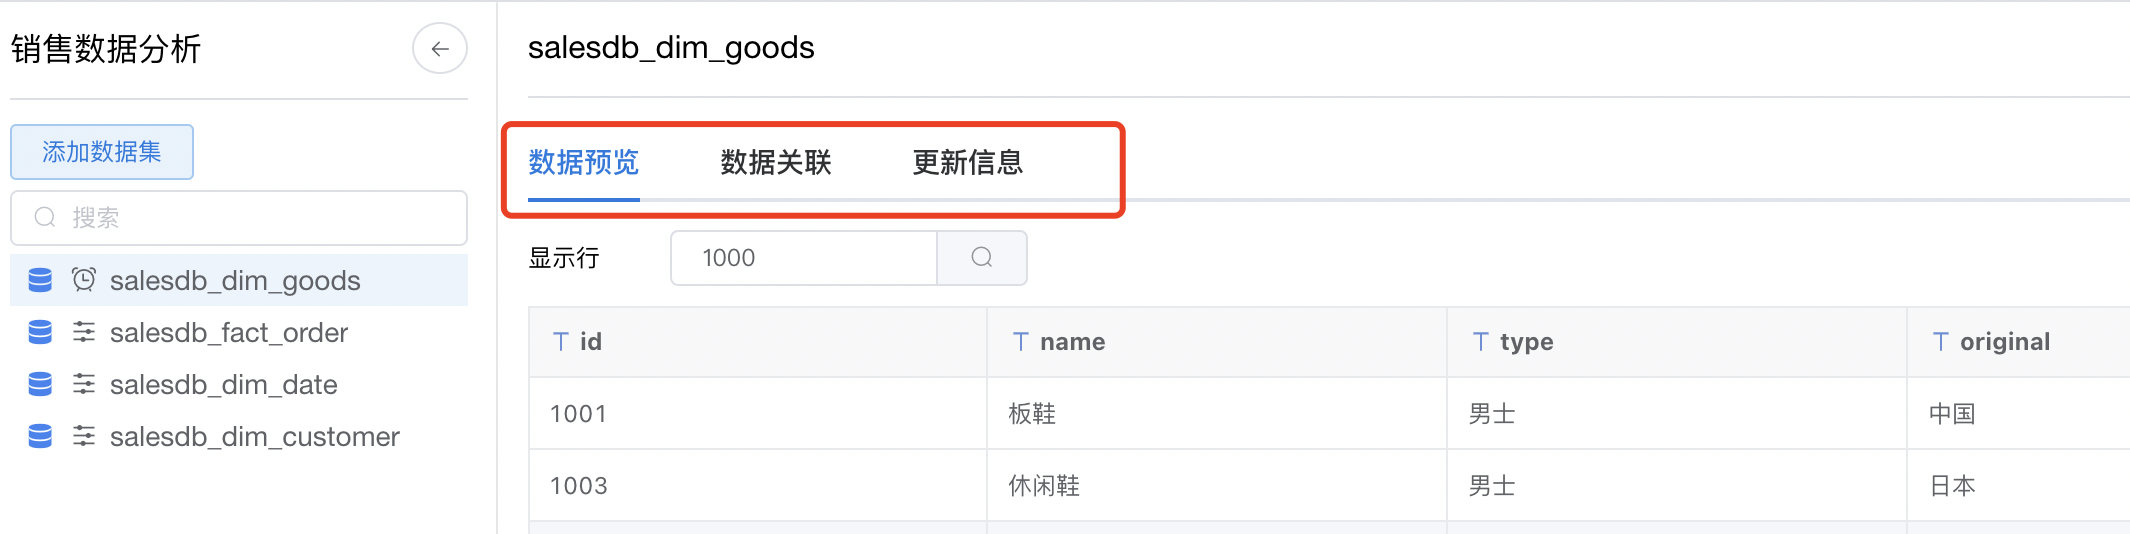 销售数据分析
添加数据集
搜索
salesdb_dim_goods
salesdb_fact_order
salesdb_dim_date
salesdb_dim_customer
salesdb_dim_goods
数据预览 数据关联 更新信息
显示行 1000
id name type original
1001 板鞋 男士 中国
1003 休闲鞋 男士 日本